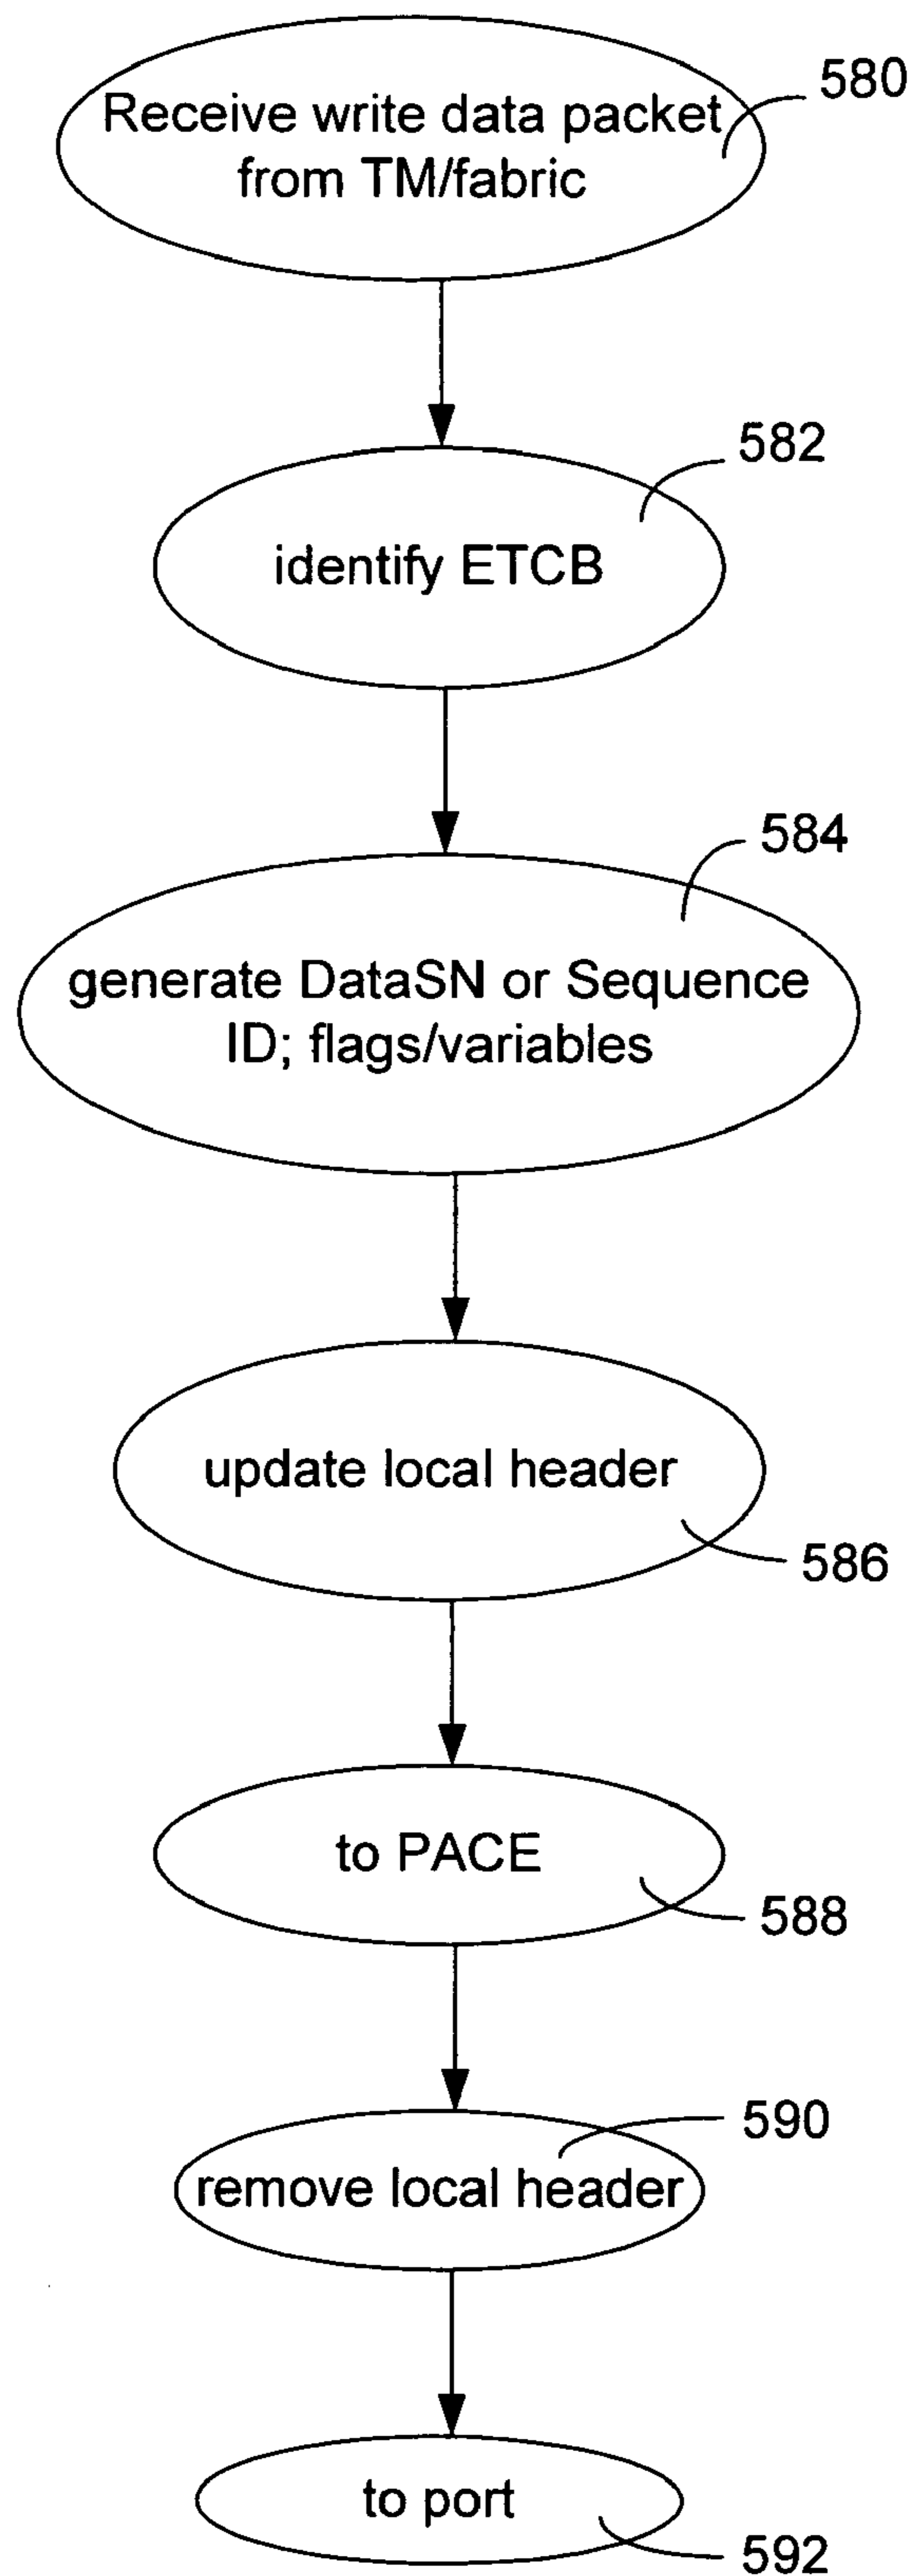 Receive write data packet
from TM/fabric
580
identify ETCB
582
generate DataSN or Sequence
ID; flags/variables
584
update local header
586
to PACE
588
remove local header
590
to port
592